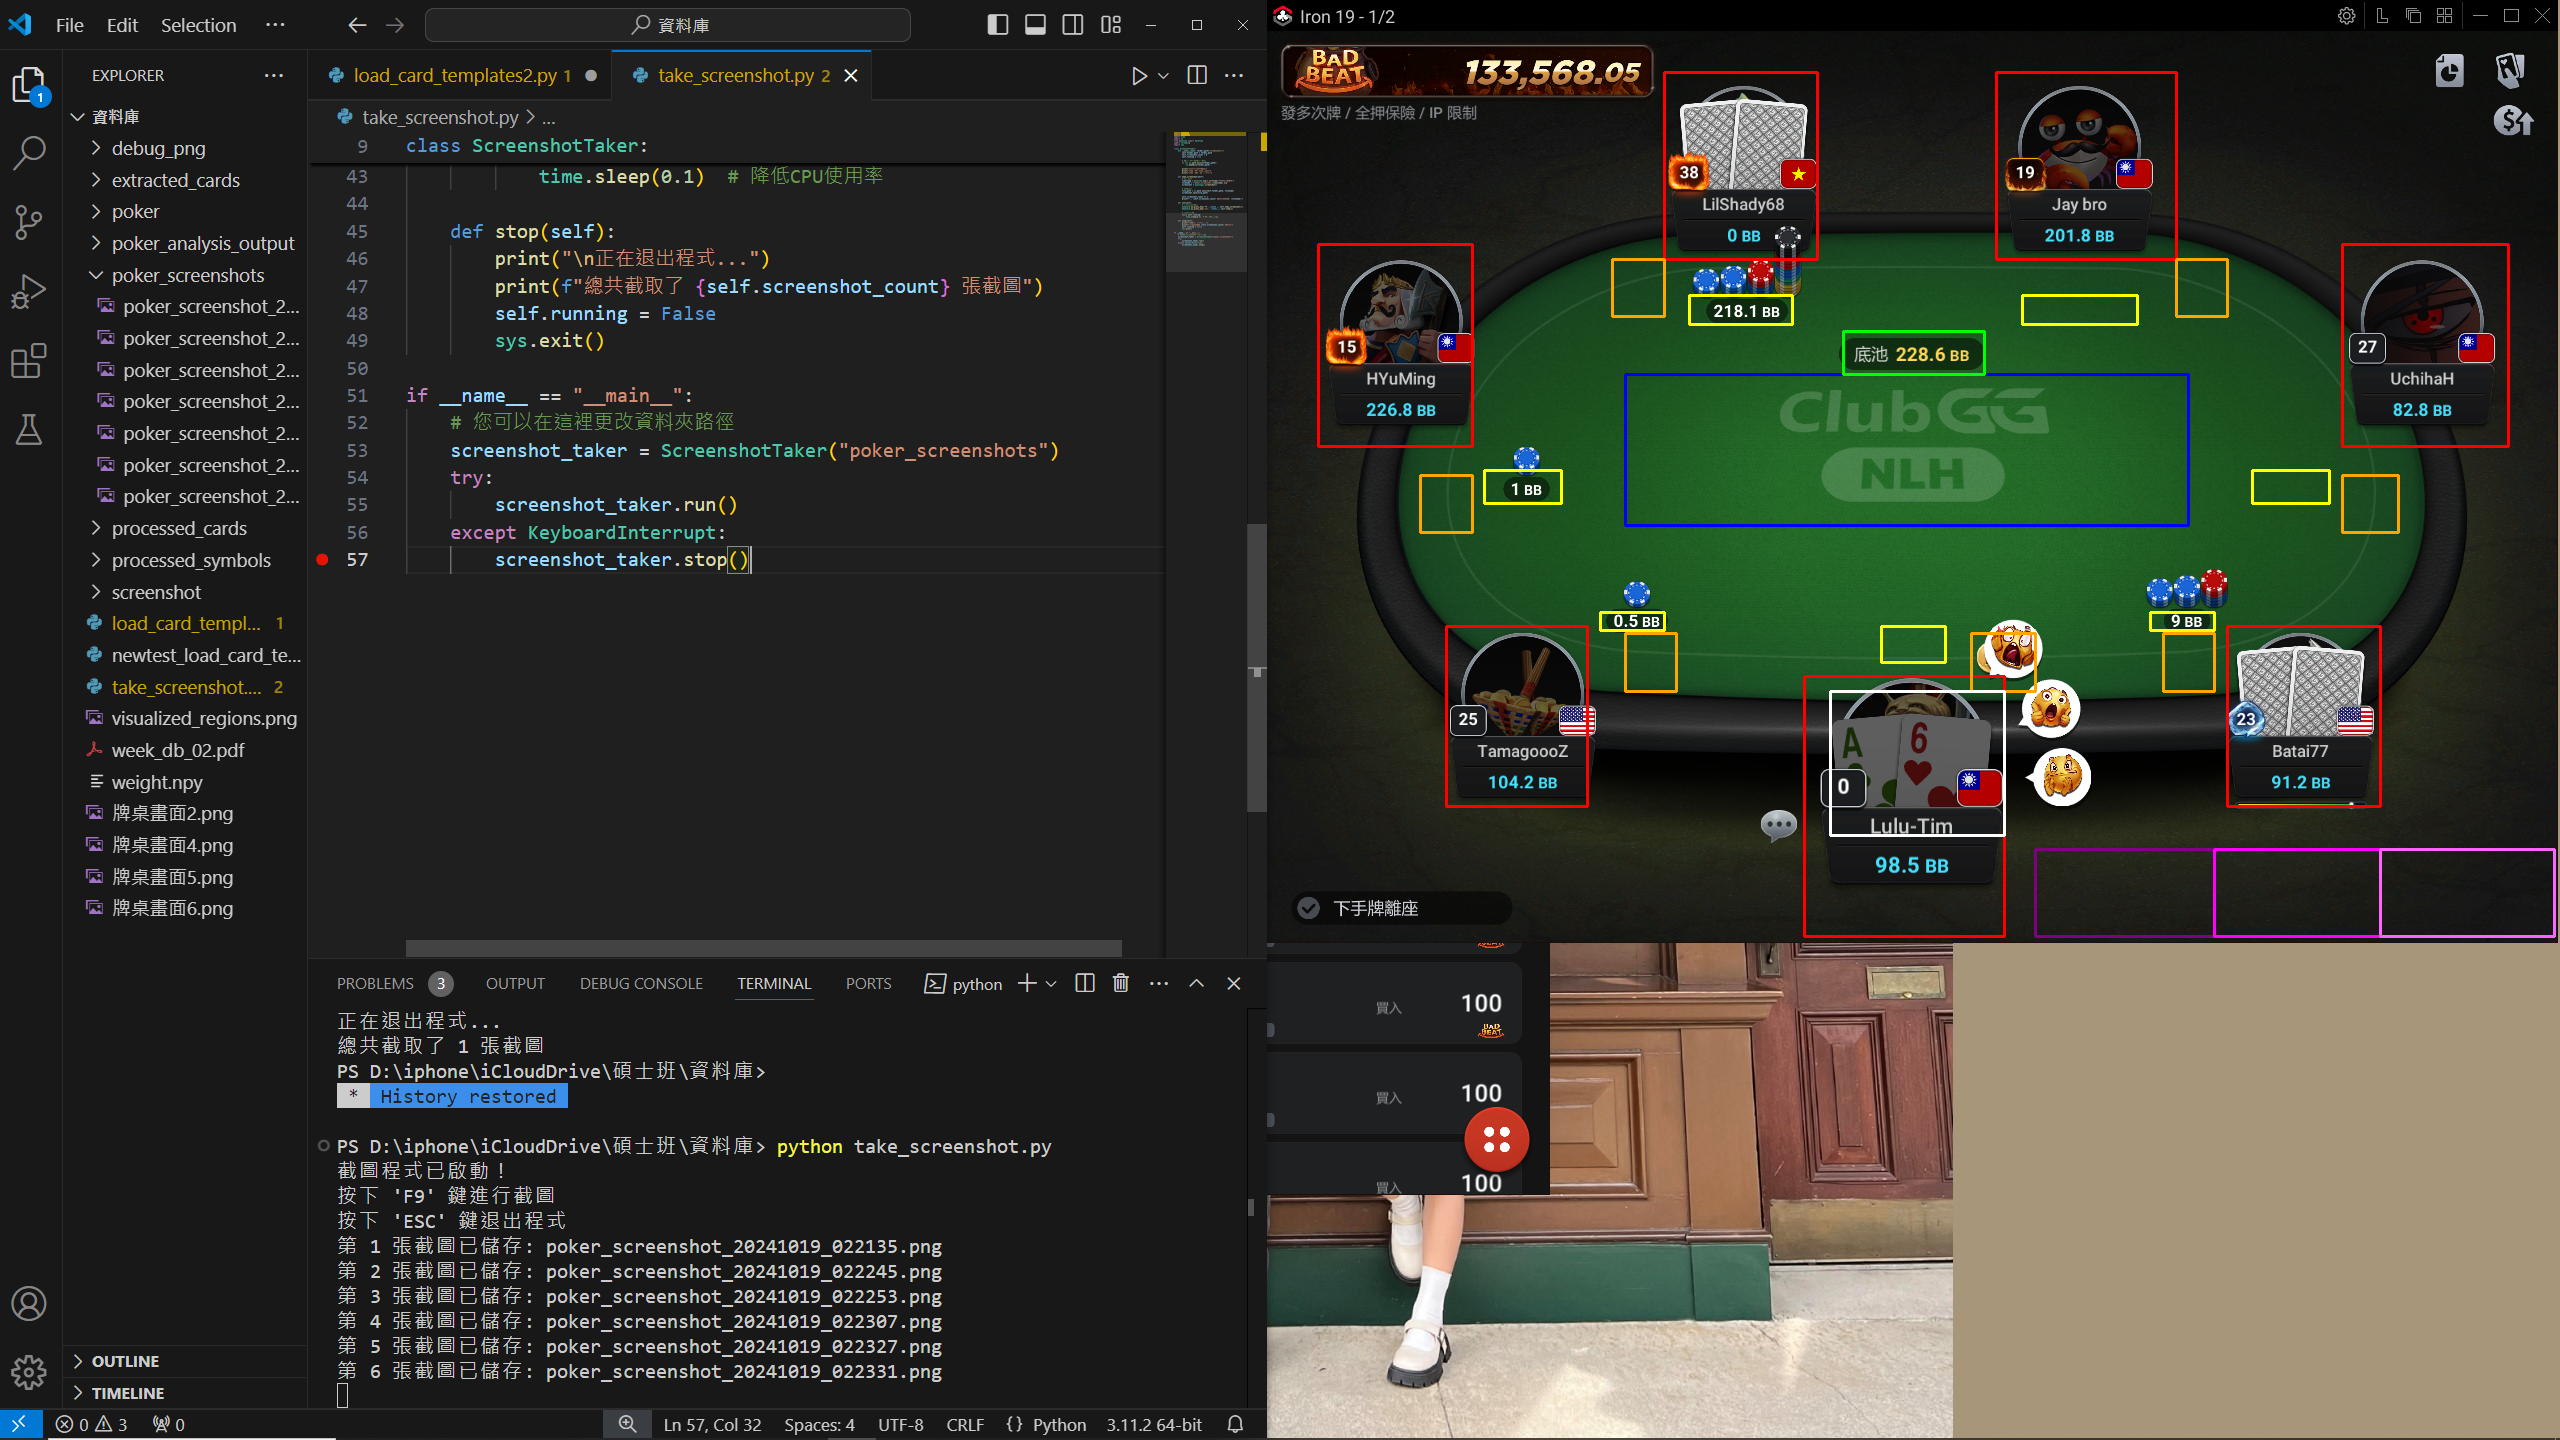 File Edit Selection ···
資料庫
EXPLORER ···
資料庫
debug_png
extracted_cards
poker
poker_analysis_output
poker_screenshots
poker_screenshot_2...
poker_screenshot_2...
poker_screenshot_2...
poker_screenshot_2...
poker_screenshot_2...
poker_screenshot_2...
poker_screenshot_2...
processed_cards
processed_symbols
screenshot
load_card_templ... 1
newtest_load_card_te...
take_screenshot.... 2
visualized_regions.png
week_db_02.pdf
weight.npy
牌桌畫面2.png
牌桌畫面4.png
牌桌畫面5.png
牌桌畫面6.png
OUTLINE
TIMELINE
1
load_card_templates2.py 1
take_screenshot.py 2
take_screenshot.py > ...
9 class ScreenshotTaker:
43 time.sleep(0.1) # 降低CPU使用率
44
45 def stop(self):
46 print("\n正在退出程式...")
47 print(f"總共截取了 {self.screenshot_count} 張截圖")
48 self.running = False
49 sys.exit()
50
51 if __name__ == "__main__":
52 # 您可以在這裡更改資料夾路徑
53 screenshot_taker = ScreenshotTaker("poker_screenshots")
54 try:
55 screenshot_taker.run()
56 except KeyboardInterrupt:
57 screenshot_taker.stop()
PROBLEMS 3 OUTPUT DEBUG CONSOLE TERMINAL PORTS python
正在退出程式...
總共截取了 1 張截圖
PS D:\iphone\iCloudDrive\碩士班\資料庫>
* History restored
PS D:\iphone\iCloudDrive\碩士班\資料庫> python take_screenshot.py
截圖程式已啟動！
按下 'F9' 鍵進行截圖
按下 'ESC' 鍵退出程式
第 1 張截圖已儲存: poker_screenshot_20241019_022135.png
第 2 張截圖已儲存: poker_screenshot_20241019_022245.png
第 3 張截圖已儲存: poker_screenshot_20241019_022253.png
第 4 張截圖已儲存: poker_screenshot_20241019_022307.png
第 5 張截圖已儲存: poker_screenshot_20241019_022327.png
第 6 張截圖已儲存: poker_screenshot_20241019_022331.png
0 3 0
Ln 57, Col 32 Spaces: 4 UTF-8 CRLF {} Python 3.11.2 64-bit
Iron 19 - 1/2
BAD BEAT 133,568.05
發多次牌 / 全押保險 / IP 限制
38
LilShady68
0 BB
218.1 BB
19
Jay bro
201.8 BB
15
HYuMing
226.8 BB
1 BB
27
UchihaH
82.8 BB
底池 228.6 BB
ClubGG
NLH
0.5 BB
25
TamagoooZ
104.2 BB
9 BB
23
Batai77
91.2 BB
A 6
0
Lulu-Tim
98.5 BB
下手牌離座
買入 100
BAD BEAT
買入 100
買入 100